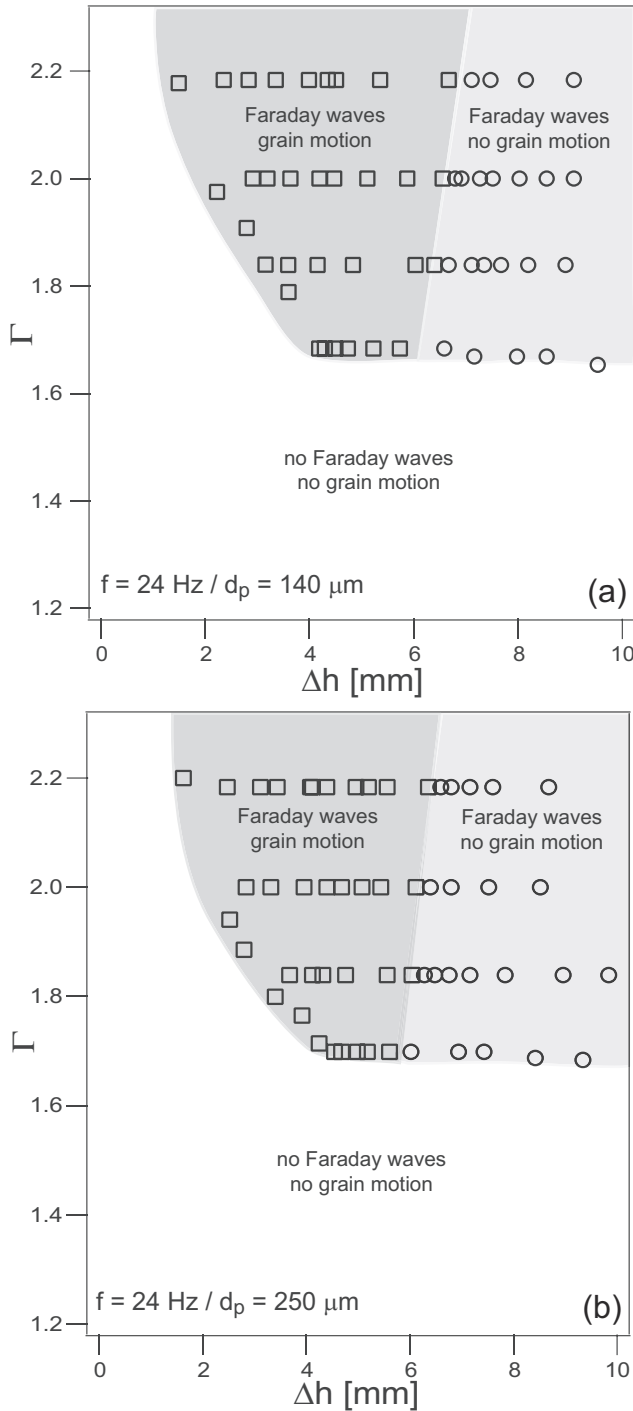 2.2
2.0
1.8
1.6
1.4
1.2
Γ
Faraday waves
grain motion
Faraday waves
no grain motion
no Faraday waves
no grain motion
f = 24 Hz / dp = 140 μm
(a)
0 2 4 6 8 10
Δh [mm]
2.2
2.0
1.8
1.6
1.4
1.2
Γ
Faraday waves
grain motion
Faraday waves
no grain motion
no Faraday waves
no grain motion
f = 24 Hz / dp = 250 μm
(b)
0 2 4 6 8 10
Δh [mm]